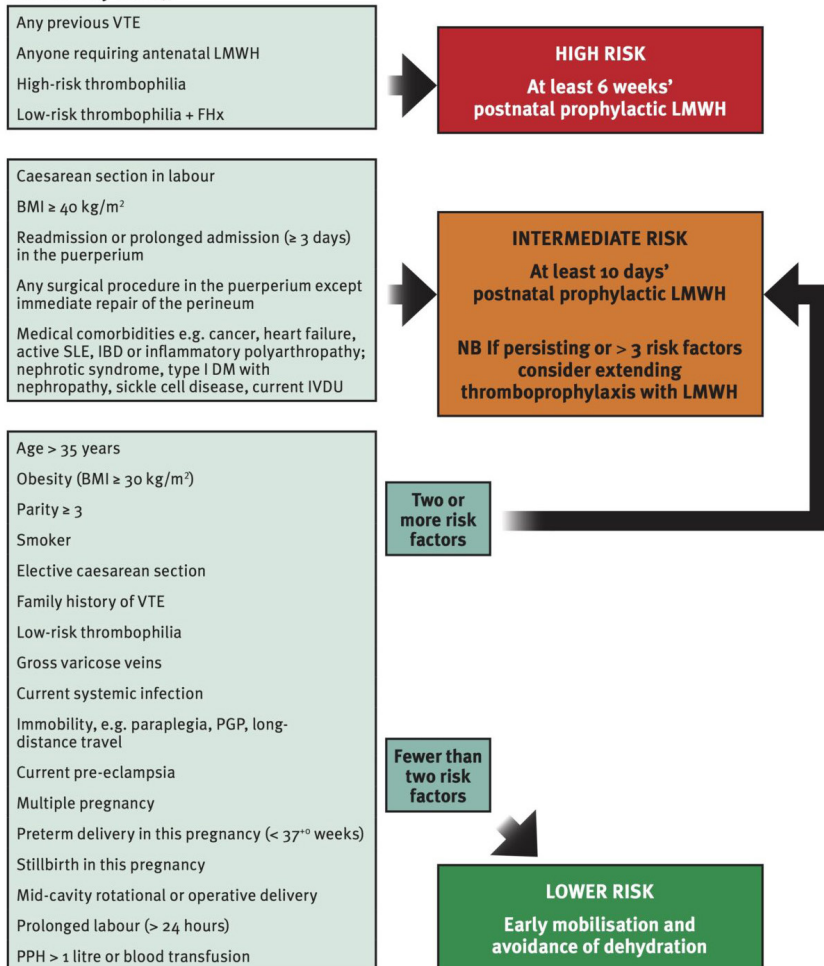 Any previous VTE
Anyone requiring antenatal LMWH
High-risk thrombophilia
Low-risk thrombophilia + FHx
HIGH RISK
At least 6 weeks'
postnatal prophylactic LMWH
Caesarean section in labour
BMI ≥ 40 kg/m²
Readmission or prolonged admission (≥ 3 days)
in the puerperium
Any surgical procedure in the puerperium except
immediate repair of the perineum
Medical comorbidities e.g. cancer, heart failure,
active SLE, IBD or inflammatory polyarthropathy;
nephrotic syndrome, type I DM with
nephropathy, sickle cell disease, current IVDU
INTERMEDIATE RISK
At least 10 days'
postnatal prophylactic LMWH
NB If persisting or > 3 risk factors
consider extending
thromboprophylaxis with LMWH
Age > 35 years
Obesity (BMI ≥ 30 kg/m²)
Parity ≥ 3
Smoker
Elective caesarean section
Family history of VTE
Low-risk thrombophilia
Gross varicose veins
Current systemic infection
Immobility, e.g. paraplegia, PGP, long-
distance travel
Current pre-eclampsia
Multiple pregnancy
Preterm delivery in this pregnancy (< 37⁺⁰ weeks)
Stillbirth in this pregnancy
Mid-cavity rotational or operative delivery
Prolonged labour (> 24 hours)
PPH > 1 litre or blood transfusion
Two or
more risk
factors
Fewer than
two risk
factors
LOWER RISK
Early mobilisation and
avoidance of dehydration